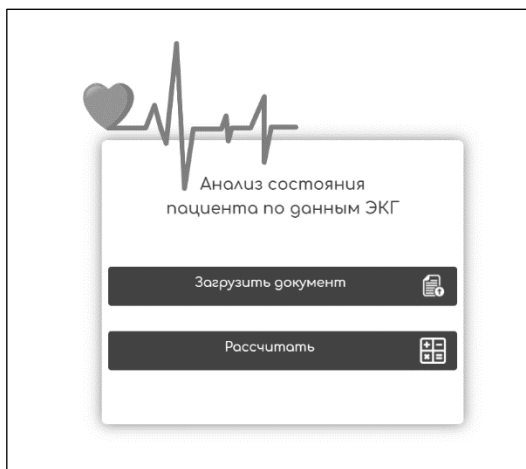 Анализ состояния
пациента по данным ЭКГ
Загрузить документ
Рассчитать